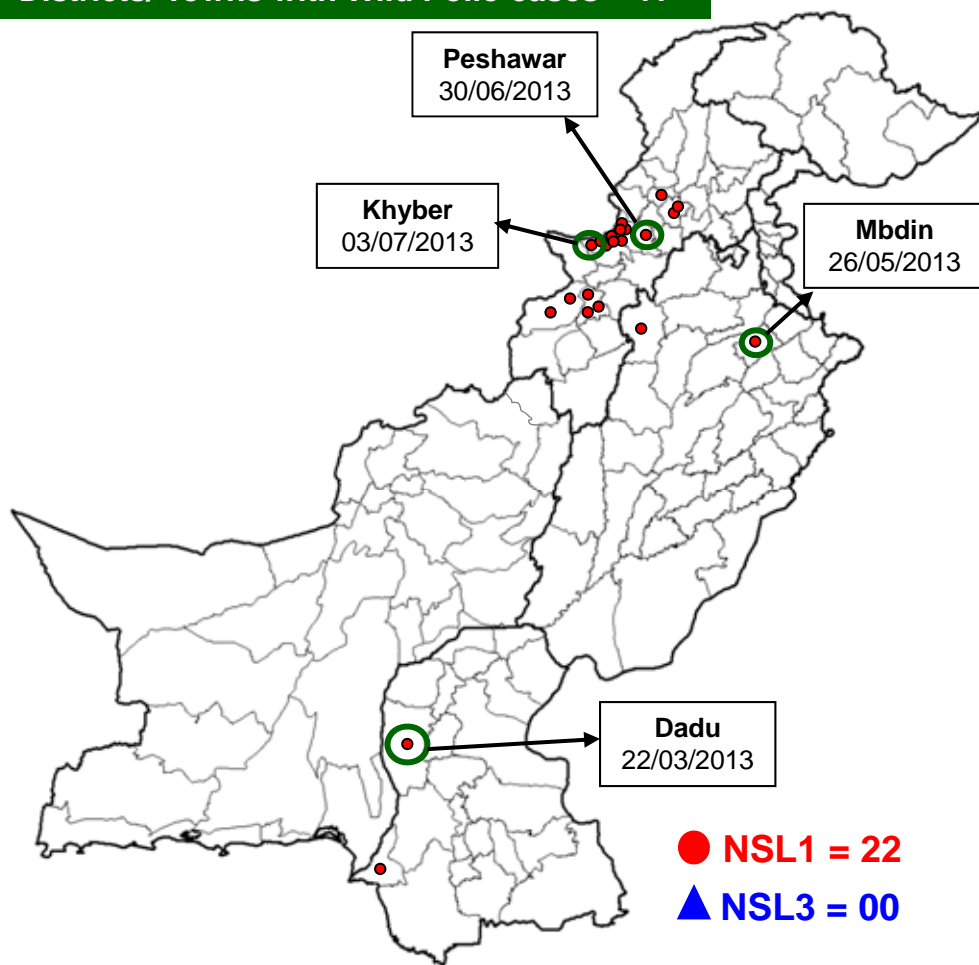 Peshawar
30/06/2013
Khyber
03/07/2013
Mbdin
26/05/2013
Dadu
22/03/2013
NSL1 = 22
NSL3 = 00